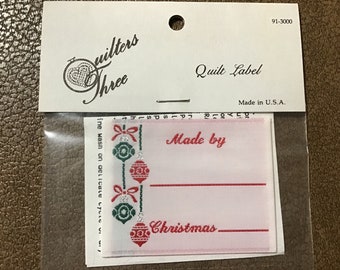 91-3000
Quilters
Three
Quilt Label
Made in U.S.A.
Made by
Christmas